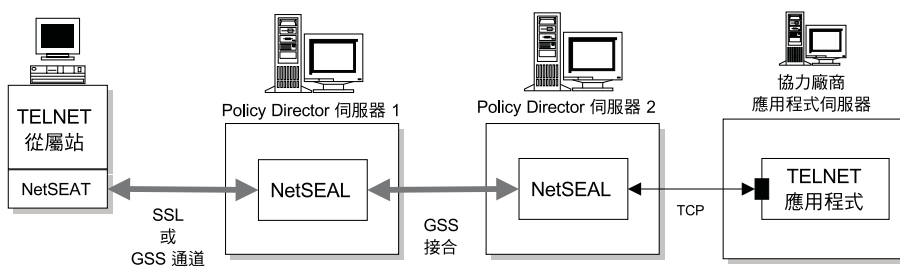 TELNET
從屬站
NetSEAT
SSL
或
GSS 通道
Policy Director 伺服器 1
NetSEAL
GSS
接合
Policy Director 伺服器 2
NetSEAL
TCP
協力廠商
應用程式伺服器
TELNET
應用程式